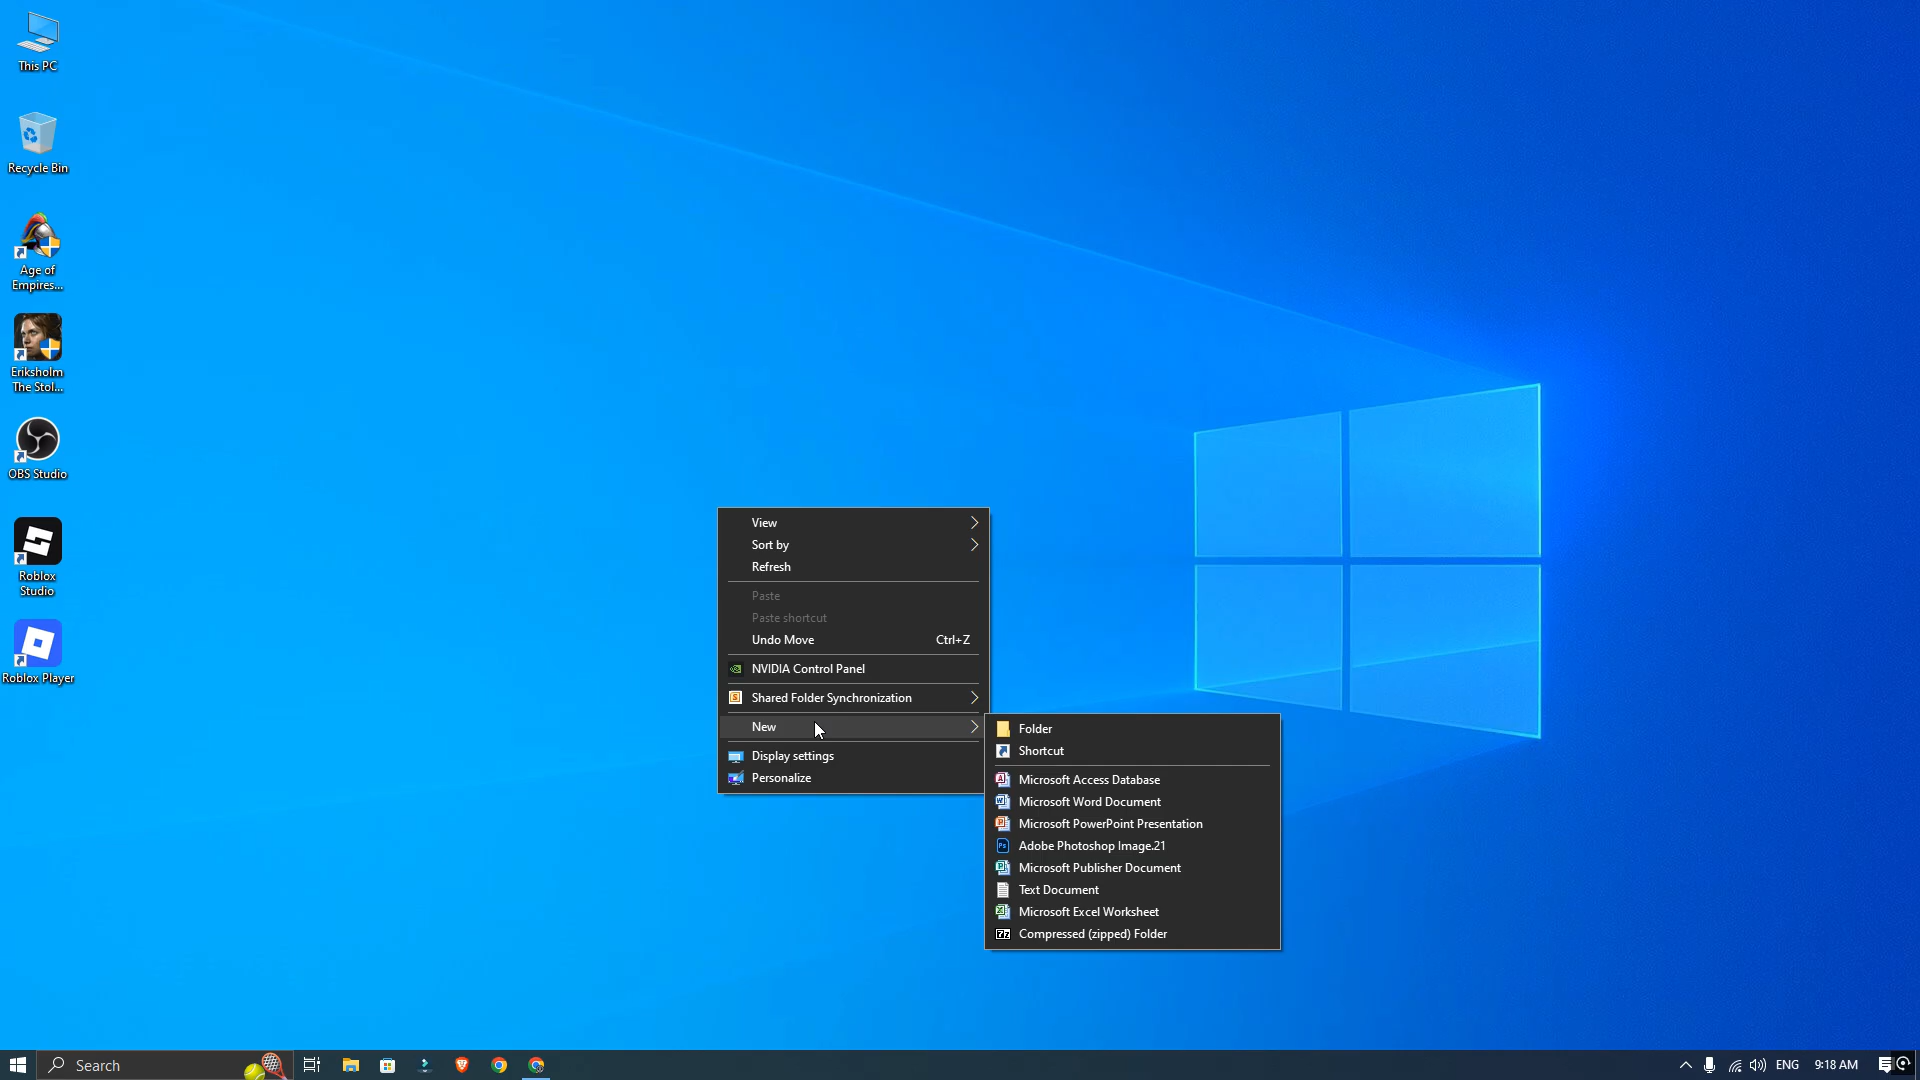 This PC
Recycle Bin
Age of
Empires...
Eriksholm
The Stol...
OBS Studio
Roblox
Studio
Roblox Player
View
Sort by
Refresh
Paste
Paste shortcut
Undo Move Ctrl+Z
NVIDIA Control Panel
Shared Folder Synchronization
New
Display settings
Personalize
Folder
Shortcut
Microsoft Access Database
Microsoft Word Document
Microsoft PowerPoint Presentation
Adobe Photoshop Image.21
Microsoft Publisher Document
Text Document
Microsoft Excel Worksheet
Compressed (zipped) Folder
Search
ENG
9:18 AM